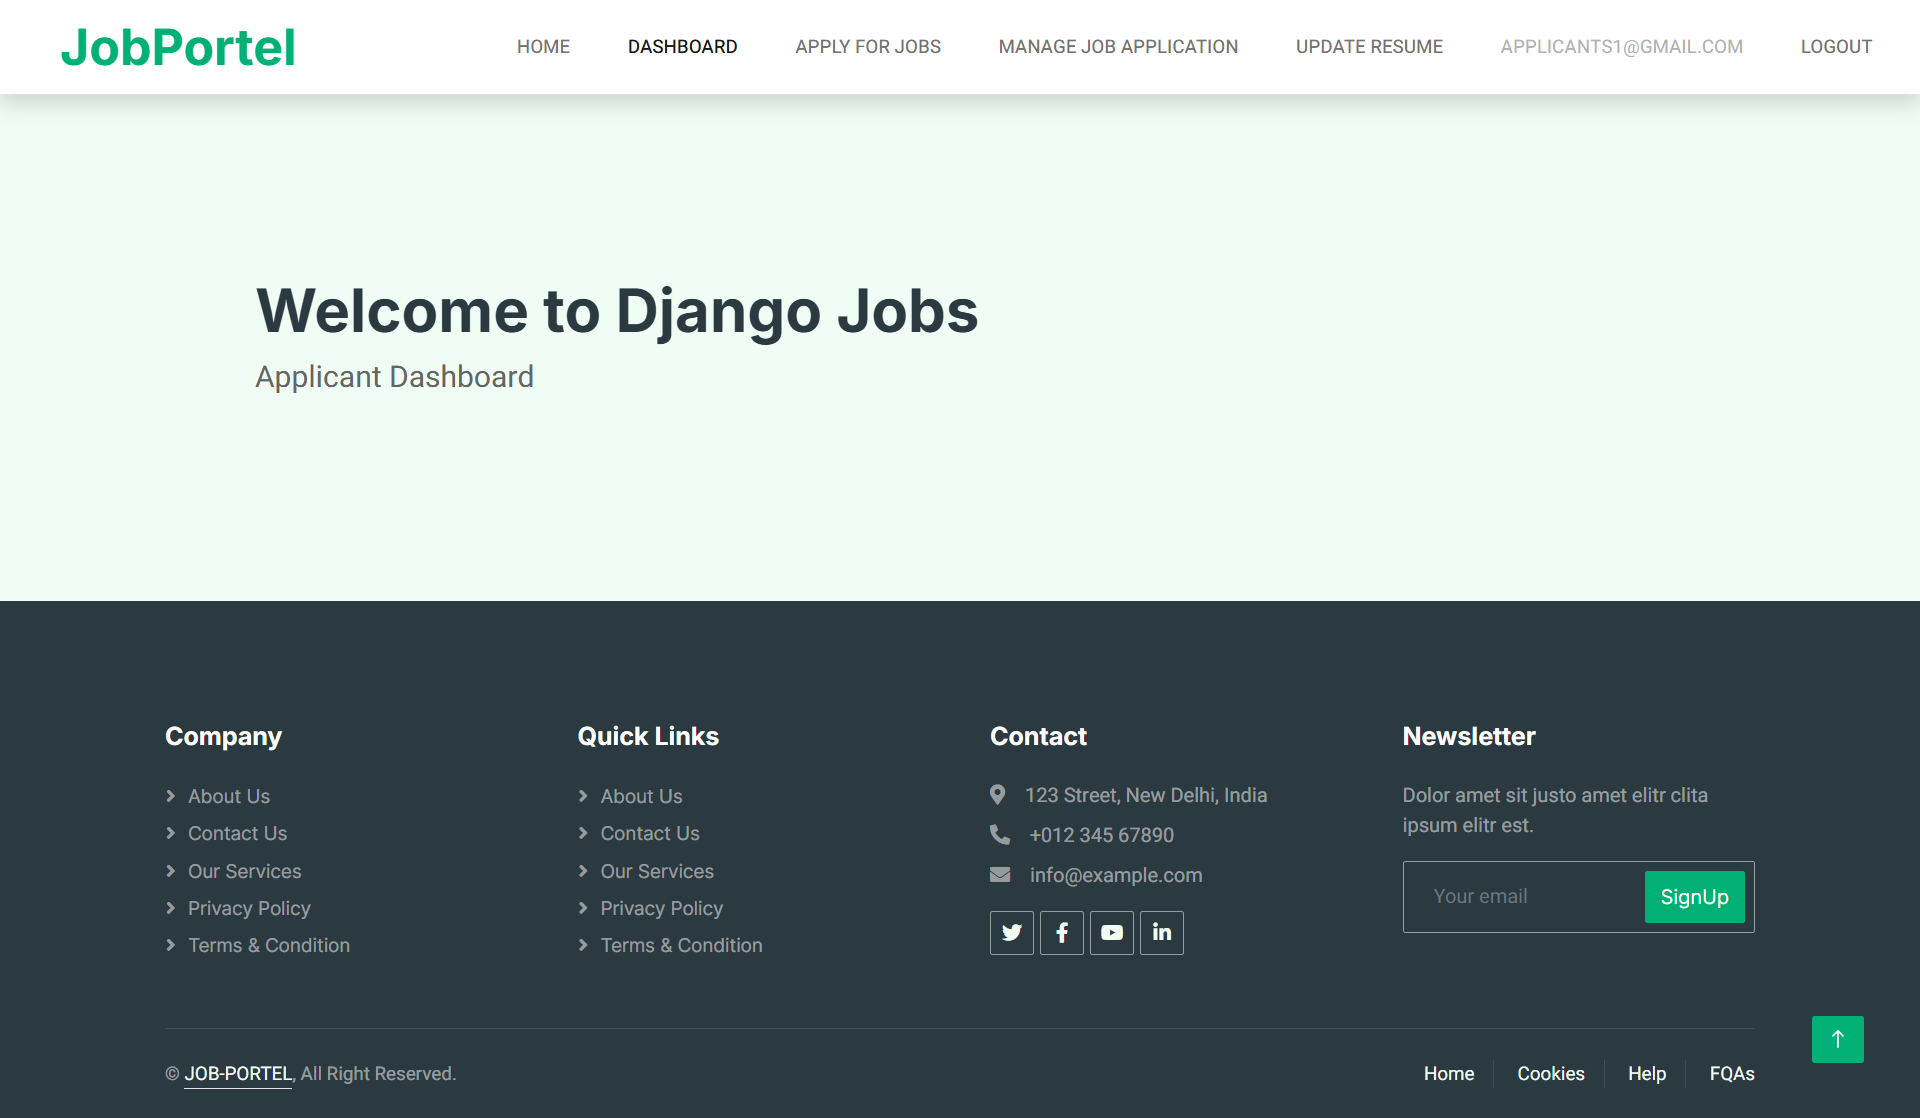 JobPortel
HOME
DASHBOARD
APPLY FOR JOBS
MANAGE JOB APPLICATION
UPDATE RESUME
APPLICANTS1@GMAIL.COM
LOGOUT
Welcome to Django Jobs
Applicant Dashboard
Company
About Us
Contact Us
Our Services
Privacy Policy
Terms & Condition
Quick Links
About Us
Contact Us
Our Services
Privacy Policy
Terms & Condition
Contact
123 Street, New Delhi, India
+012 345 67890
info@example.com
Newsletter
Dolor amet sit justo amet elitr clita
ipsum elitr est.
Your email
SignUp
© JOB-PORTEL, All Right Reserved.
Home
Cookies
Help
FQAs